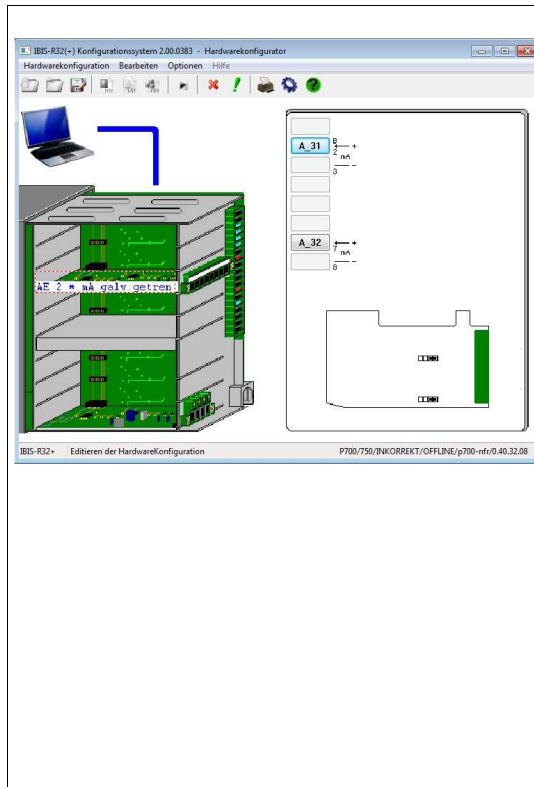 IBIS-R32(+) Konfigurationssystem 2.00.0383 - Hardwarekonfigurator
Hardwarekonfiguration Bearbeiten Optionen Hilfe
A_31
B
2
+
mA
3
−
AE 2 * mA galv.getren
A_32
7
+
mA
8
−
IBIS-R32+ Editieren der HardwareKonfiguration P700/750/INKORREKT/OFFLINE/p700-nfr/0.40.32.08